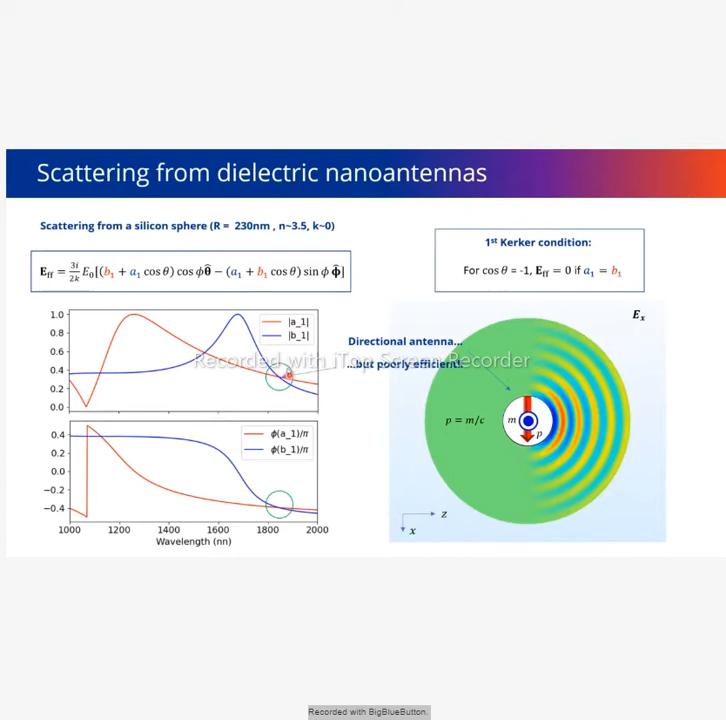 Scattering from dielectric nanoantennas
Scattering from a silicon sphere (R = 230nm , n~3.5, k~0)
E_ff = 3i/2k E_0[(b_1 + a_1 cos θ) cos ϕ θ̂ − (a_1 + b_1 cos θ) sin ϕ ϕ̂]
1st Kerker condition:
For cos θ = -1, E_ff = 0 if a_1 = b_1
1.0
0.8
0.6
0.4
0.2
0.0
|a_1|
|b_1|
0.4
0.2
0.0
−0.2
−0.4
ϕ(a_1)/π
ϕ(b_1)/π
1000 1200 1400 1600 1800 2000
Wavelength (nn)
Directional antenna...
...but poorly efficient!..
Recorded with iTop Screen Recorder
E_x
p = m/c
m
p
z
x
Recorded with BigBlueButton.